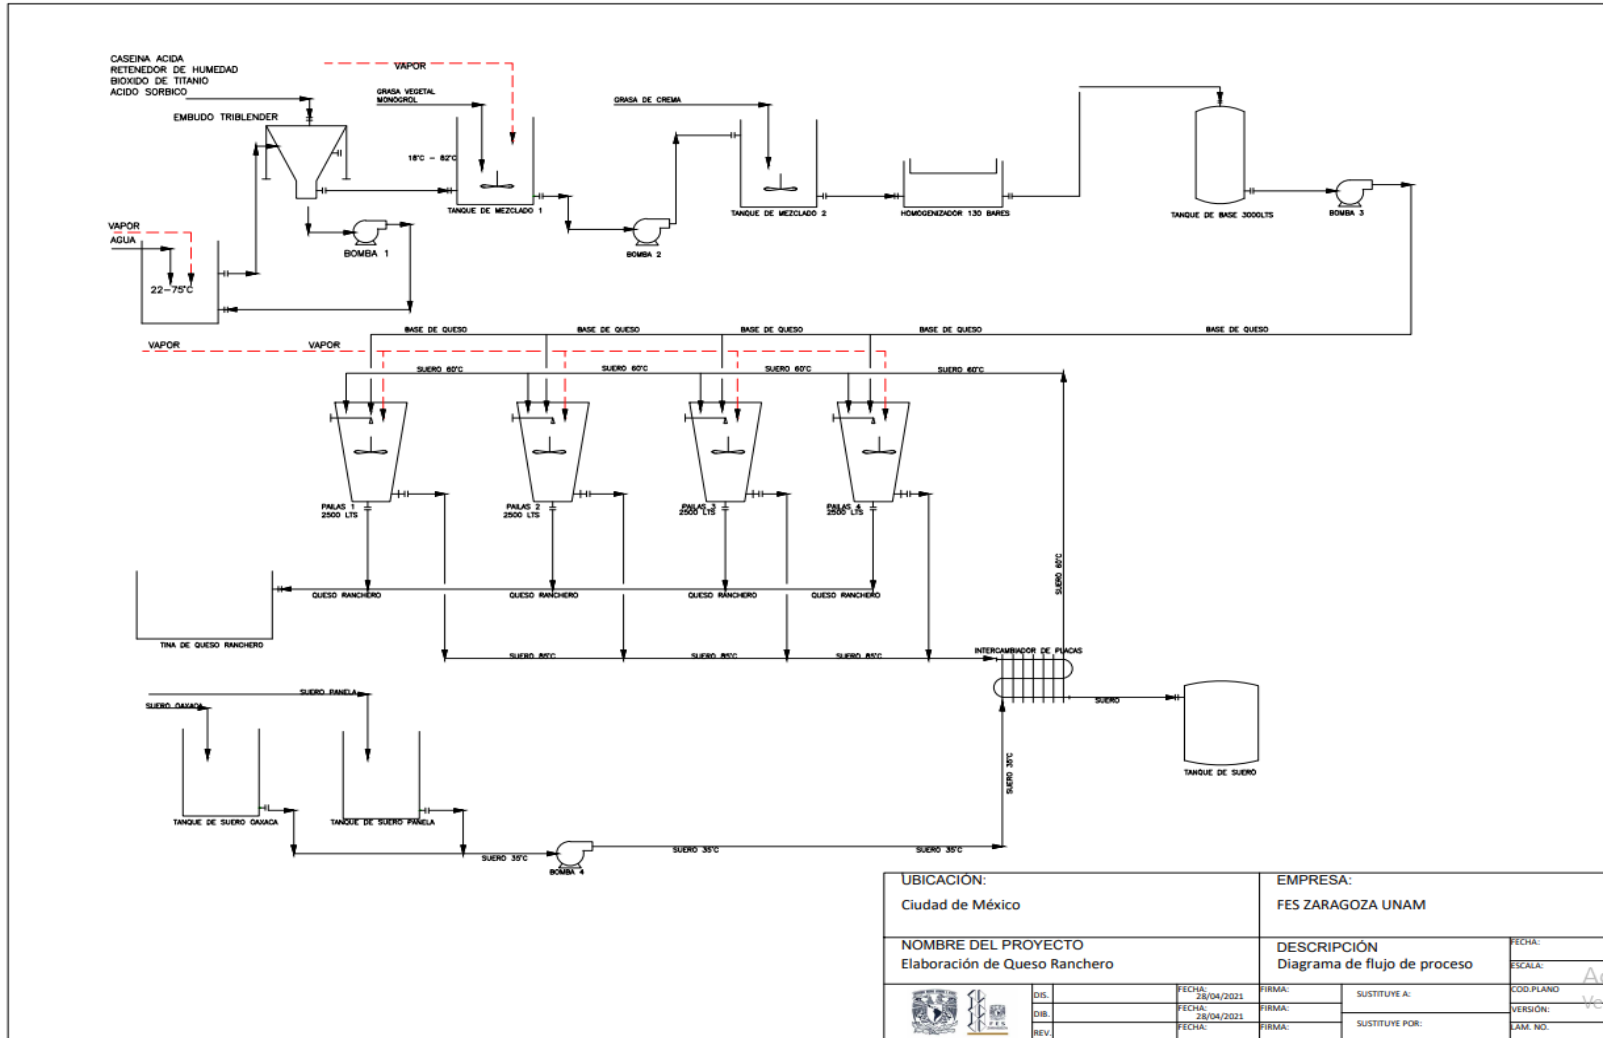 CASEINA ACIDA
RETENEDOR DE HUMEDAD
BIOXIDO DE TITANIO
ACIDO SORBICO
EMBUDO TRIBLENDER
VAPOR
GRASA VEGETAL
MONOGROL
GRASA DE CREMA
18°C - 82°C
TANQUE DE MEZCLADO 1
TANQUE DE MEZCLADO 2
HOMOGENIZADOR 130 BARES
TANQUE DE BASE 3000LTS
BOMBA 3
VAPOR
AGUA
22-75°C
BOMBA 1
BOMBA 2
BASE DE QUESO
BASE DE QUESO
BASE DE QUESO
BASE DE QUESO
BASE DE QUESO
VAPOR
VAPOR
SUERO 60°C
SUERO 60°C
SUERO 60°C
SUERO 60°C
PAILAS 1
2500 LTS
PAILAS 2
2500 LTS
PAILAS 3
2500 LTS
PAILAS 4
2500 LTS
SUERO 60°C
QUESO RANCHERO
QUESO RANCHERO
QUESO RANCHERO
QUESO RANCHERO
TINA DE QUESO RANCHERO
SUERO 85°C
SUERO 85°C
SUERO 85°C
INTERCAMBIADOR DE PLACAS
SUERO PANELA
SUERO OAXACA
SUERO
TANQUE DE SUERO
SUERO 35°C
TANQUE DE SUERO OAXACA
TANQUE DE SUERO PANELA
SUERO 35°C
BOMBA 4
SUERO 35°C
SUERO 35°C
UBICACIÓN:
Ciudad de México
EMPRESA:
FES ZARAGOZA UNAM
NOMBRE DEL PROYECTO
Elaboración de Queso Ranchero
DESCRIPCIÓN
Diagrama de flujo de proceso
FECHA:
ESCALA:
DIS.
FECHA:
28/04/2021
FIRMA:
SUSTITUYE A:
COD.PLANO
DIB.
FECHA:
28/04/2021
FIRMA:
VERSIÓN:
REV.
FECHA:
FIRMA:
SUSTITUYE POR:
LAM. NO.
FES